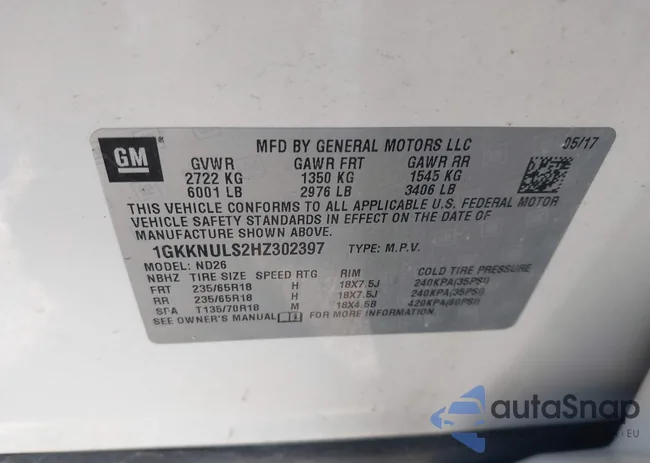 GM
MFD BY GENERAL MOTORS LLC 05/17
GVWR GAWR FRT GAWR RR
2722 KG 1350 KG 1545 KG
6001 LB 2976 LB 3406 LB
THIS VEHICLE CONFORMS TO ALL APPLICABLE U.S. FEDERAL MOTOR
VEHICLE SAFETY STANDARDS IN EFFECT ON THE DATE OF
MANUFACTURE SHOWN ABOVE.
1GKKNULS2HZ302397 TYPE: M.P.V.
MODEL: ND26
NBHZ TIRE SIZE SPEED RTG RIM COLD TIRE PRESSURE
FRT 235/65R18 H 18X7.5J 240KPA(35PSI)
RR 235/65R18 H 18X7.5J 240KPA(35PSI)
SPA T135/70R18 M 18X4.5B 420KPA(60PSI)
SEE OWNER'S MANUAL FOR MORE INFORMATION
autoSnap
EU